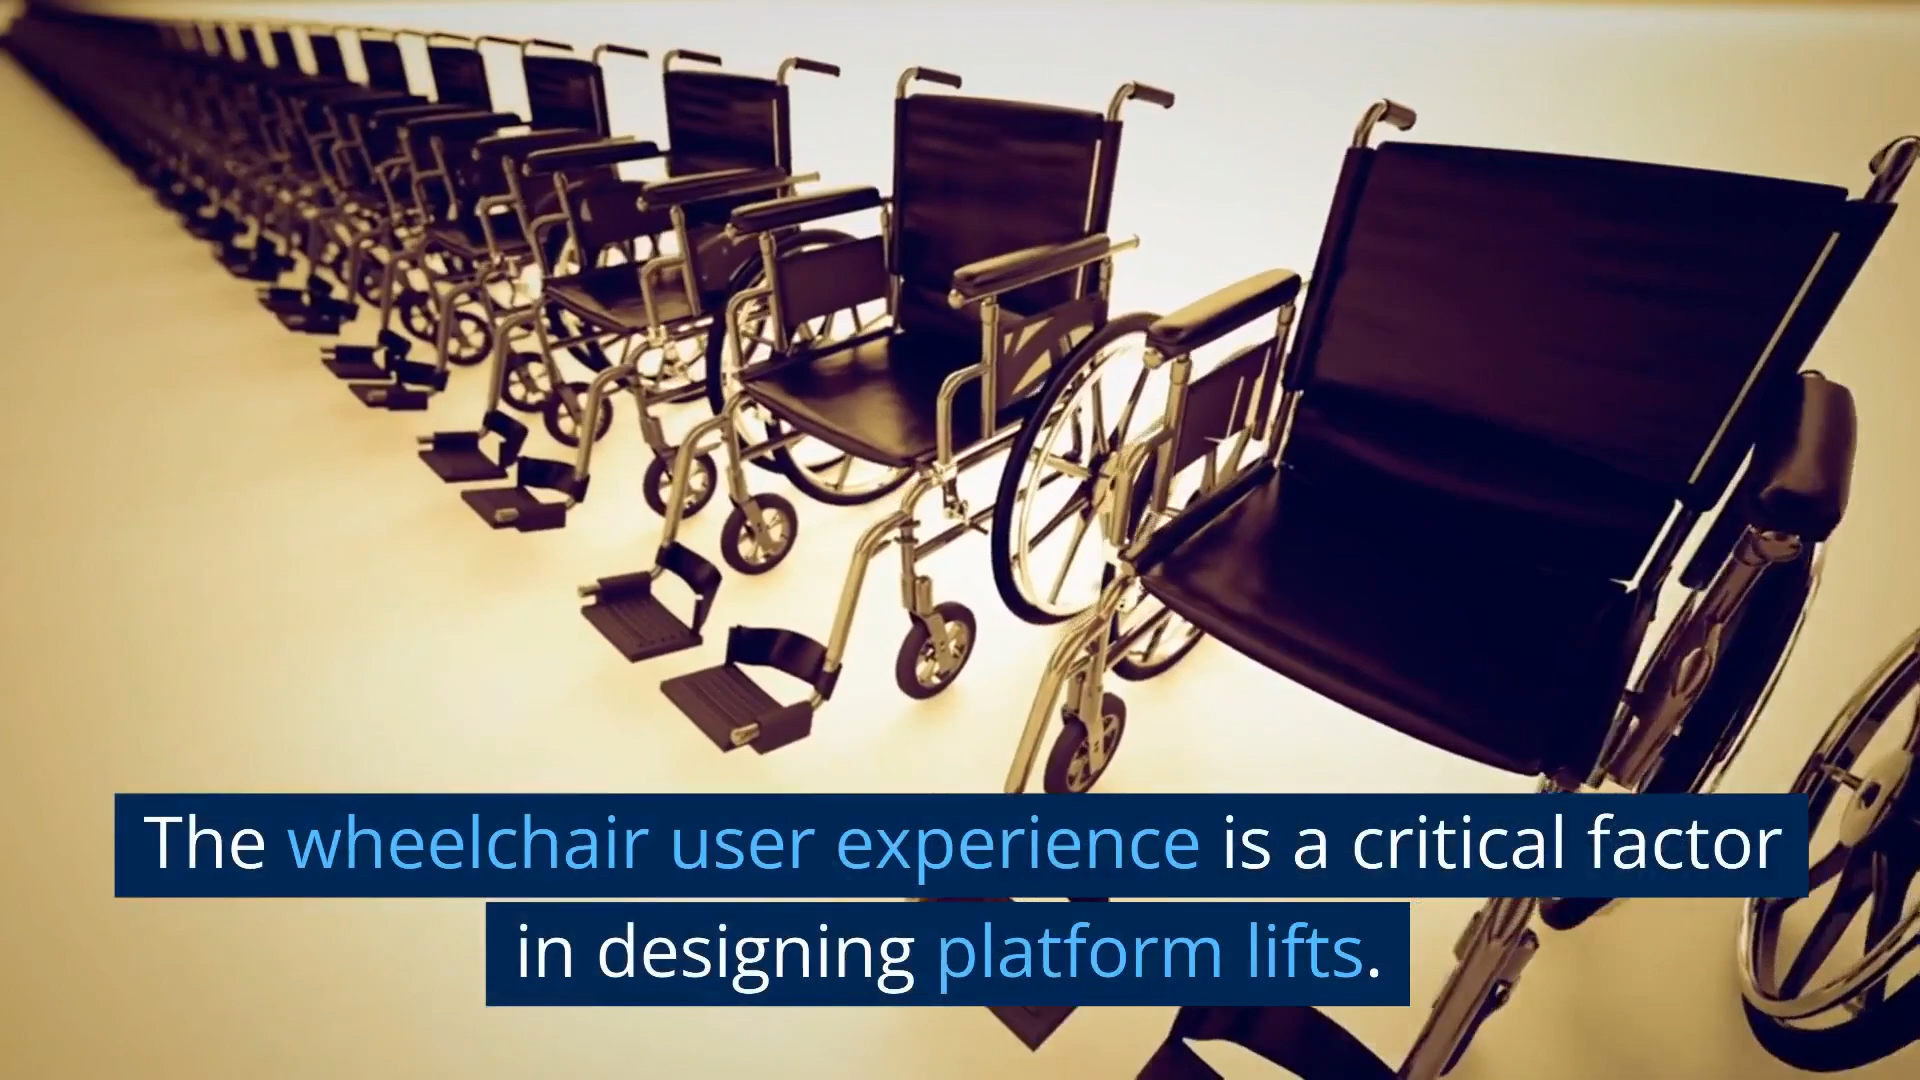 The wheelchair user experience is a critical factor
in designing platform lifts.